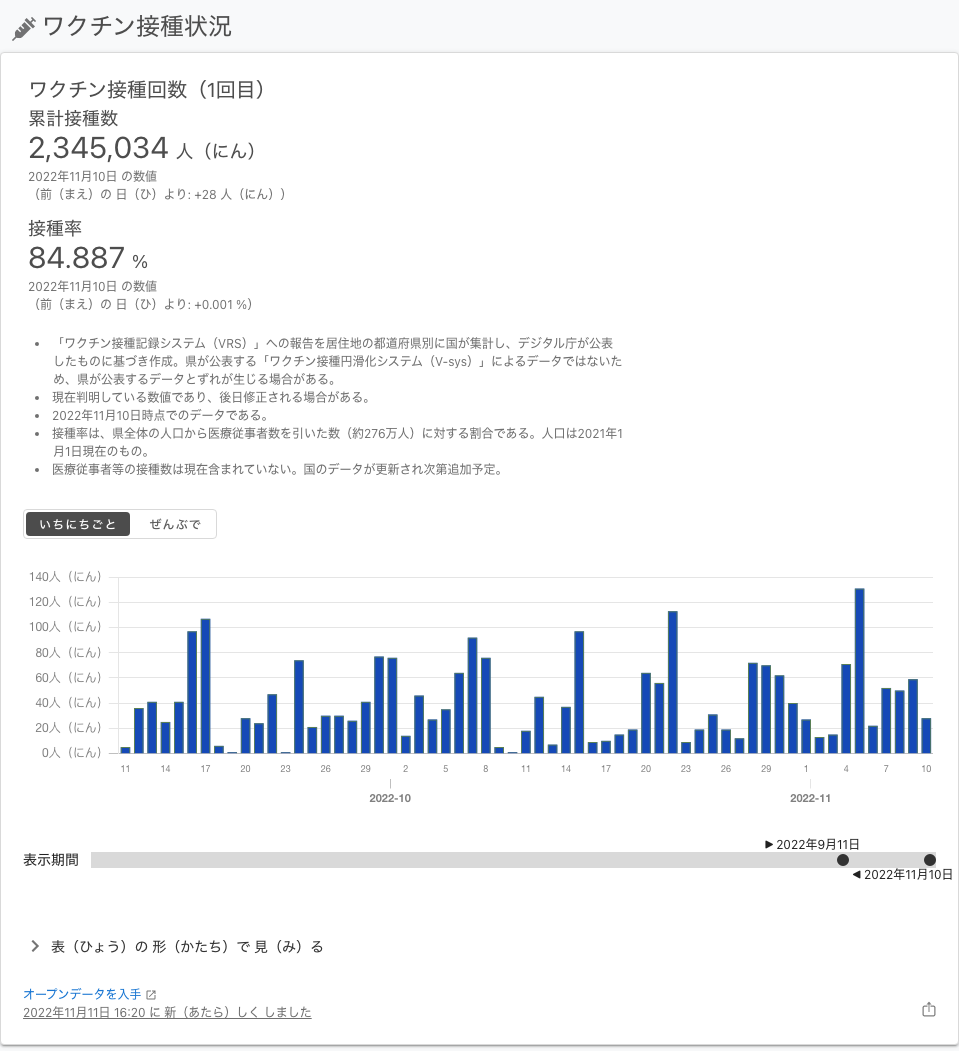 ワクチン接種状況
ワクチン接種回数（1回目）
累計接種数
2,345,034 人（にん）
2022年11月10日 の数値
（前（まえ）の 日（ひ）より: +28 人（にん））
接種率
84.887 %
2022年11月10日 の数値
（前（まえ）の 日（ひ）より: +0.001 %）
• 「ワクチン接種記録システム（VRS）」への報告を居住地の都道府県別に国が集計し、デジタル庁が公表
したものに基づき作成。県が公表する「ワクチン接種円滑化システム（V-sys）」によるデータではないた
め、県が公表するデータとずれが生じる場合がある。
• 現在判明している数値であり、後日修正される場合がある。
• 2022年11月10日時点でのデータである。
• 接種率は、県全体の人口から医療従事者数を引いた数（約276万人）に対する割合である。人口は2021年1
月1日現在のもの。
• 医療従事者等の接種数は現在含まれていない。国のデータが更新され次第追加予定。
いちにちごと ぜんぶで
140人（にん）
120人（にん）
100人（にん）
80人（にん）
60人（にん）
40人（にん）
20人（にん）
0人（にん）
11 14 17 20 23 26 29 2 5 8 11 14 17 20 23 26 29 1 4 7 10
2022-10 2022-11
▶ 2022年9月11日
表示期間
◀ 2022年11月10日
表（ひょう）の 形（かたち）で 見（み）る
オープンデータを入手
2022年11月11日 16:20 に 新（あたら）しく しました